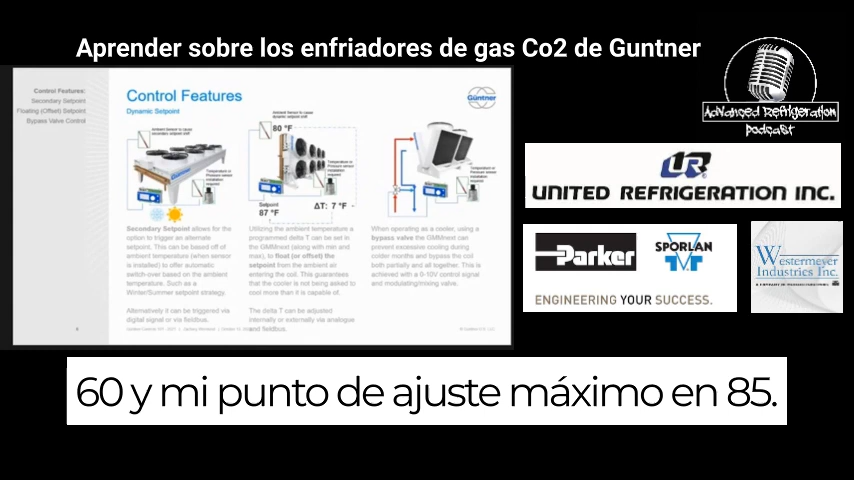 Aprender sobre los enfriadores de gas Co2 de Guntner
Advanced Refrigeration
podcast
Control Features:
Secondary Setpoint
Floating (Offset) Setpoint
Bypass Valve Control
Control Features
Dynamic Setpoint
Güntner
80 °F
Setpoint
87 °F
ΔT: 7 °F
Secondary Setpoint allows for the
option to trigger an alternate
setpoint. This can be based off of
ambient temperature (when sensor
is installed) to offer automatic
switch-over based on the ambient
temperature. Such as a
Winter/Summer setpoint strategy.
Alternatively it can be triggered via
digital signal or via fieldbus.
Utilizing the ambient temperature a
programmed delta T can be set in
the GMMnext (along with min and
max), to float (or offset) the
setpoint from the ambient air
entering the coil. This guarantees
that the cooler is not being asked to
cool more than it is capable of.
The delta T can be adjusted
internally or externally via analogue
and fieldbus.
When operating as a cooler, using a
bypass valve the GMMnext can
prevent excessive cooling during
colder months and bypass the coil
both partially and all together. This is
achieved with a 0-10V control signal
and modulating/mixing valve.
UR
UNITED REFRIGERATION INC.
Parker
SPORLAN
ENGINEERING YOUR SUCCESS.
Westermeyer
Industries Inc.
60 y mi punto de ajuste máximo en 85.